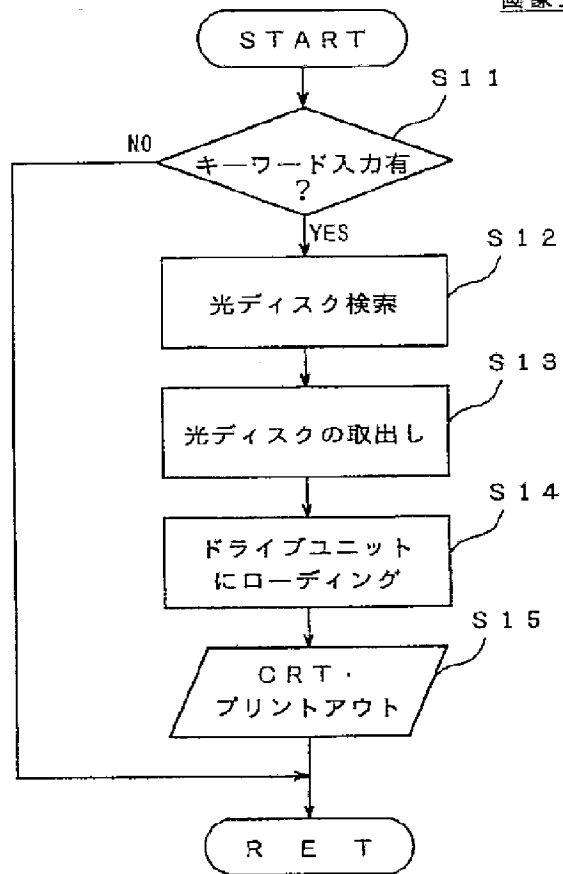 START
S11
NO
キーワード入力有
?
YES
S12
光ディスク検索
S13
光ディスクの取出し
S14
ドライブユニット
にローディング
S15
CRT・
プリントアウト
RET